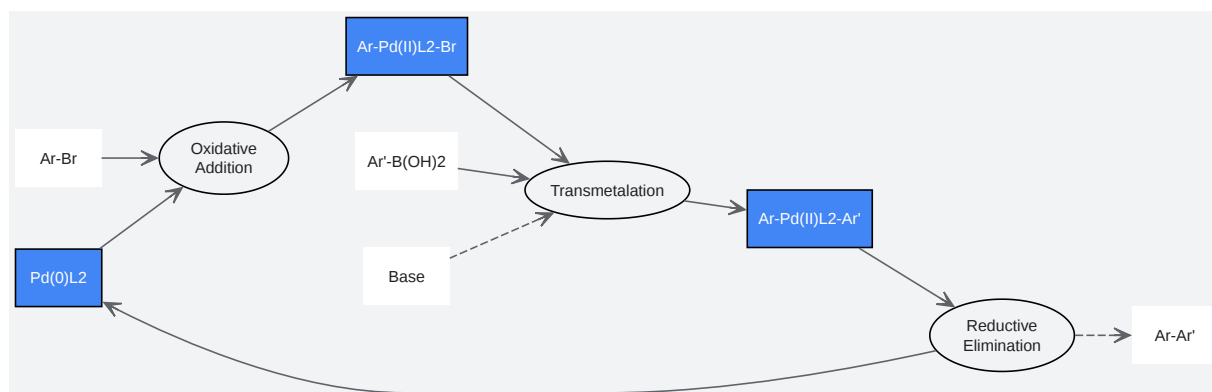 Ar-Pd(II)L2-Br
Oxidative
Addition
Ar-Br
Ar'-B(OH)2
Transmetalation
Ar-Pd(II)L2-Ar'
Pd(0)L2
Base
Reductive
Elimination
Ar-Ar'